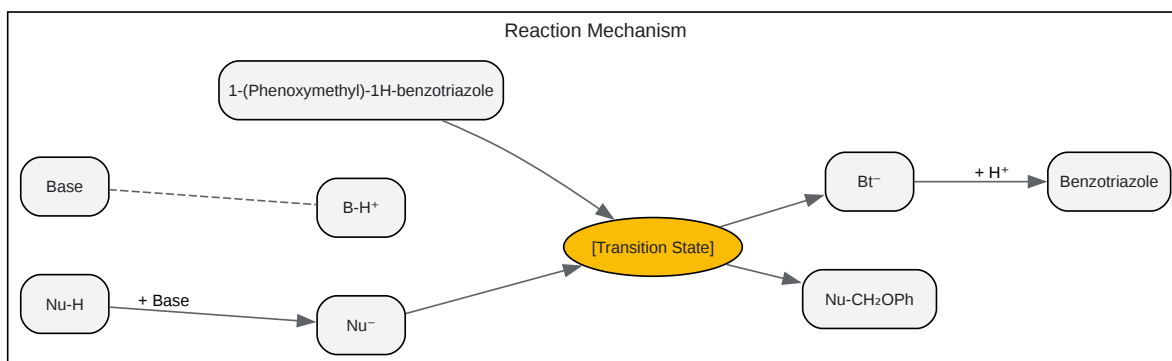 Reaction Mechanism
1-(Phenoxymethyl)-1H-benzotriazole
Base
B-H⁺
Bt⁻
+ H⁺
Benzotriazole
[Transition State]
Nu-H
+ Base
Nu⁻
Nu-CH₂OPh